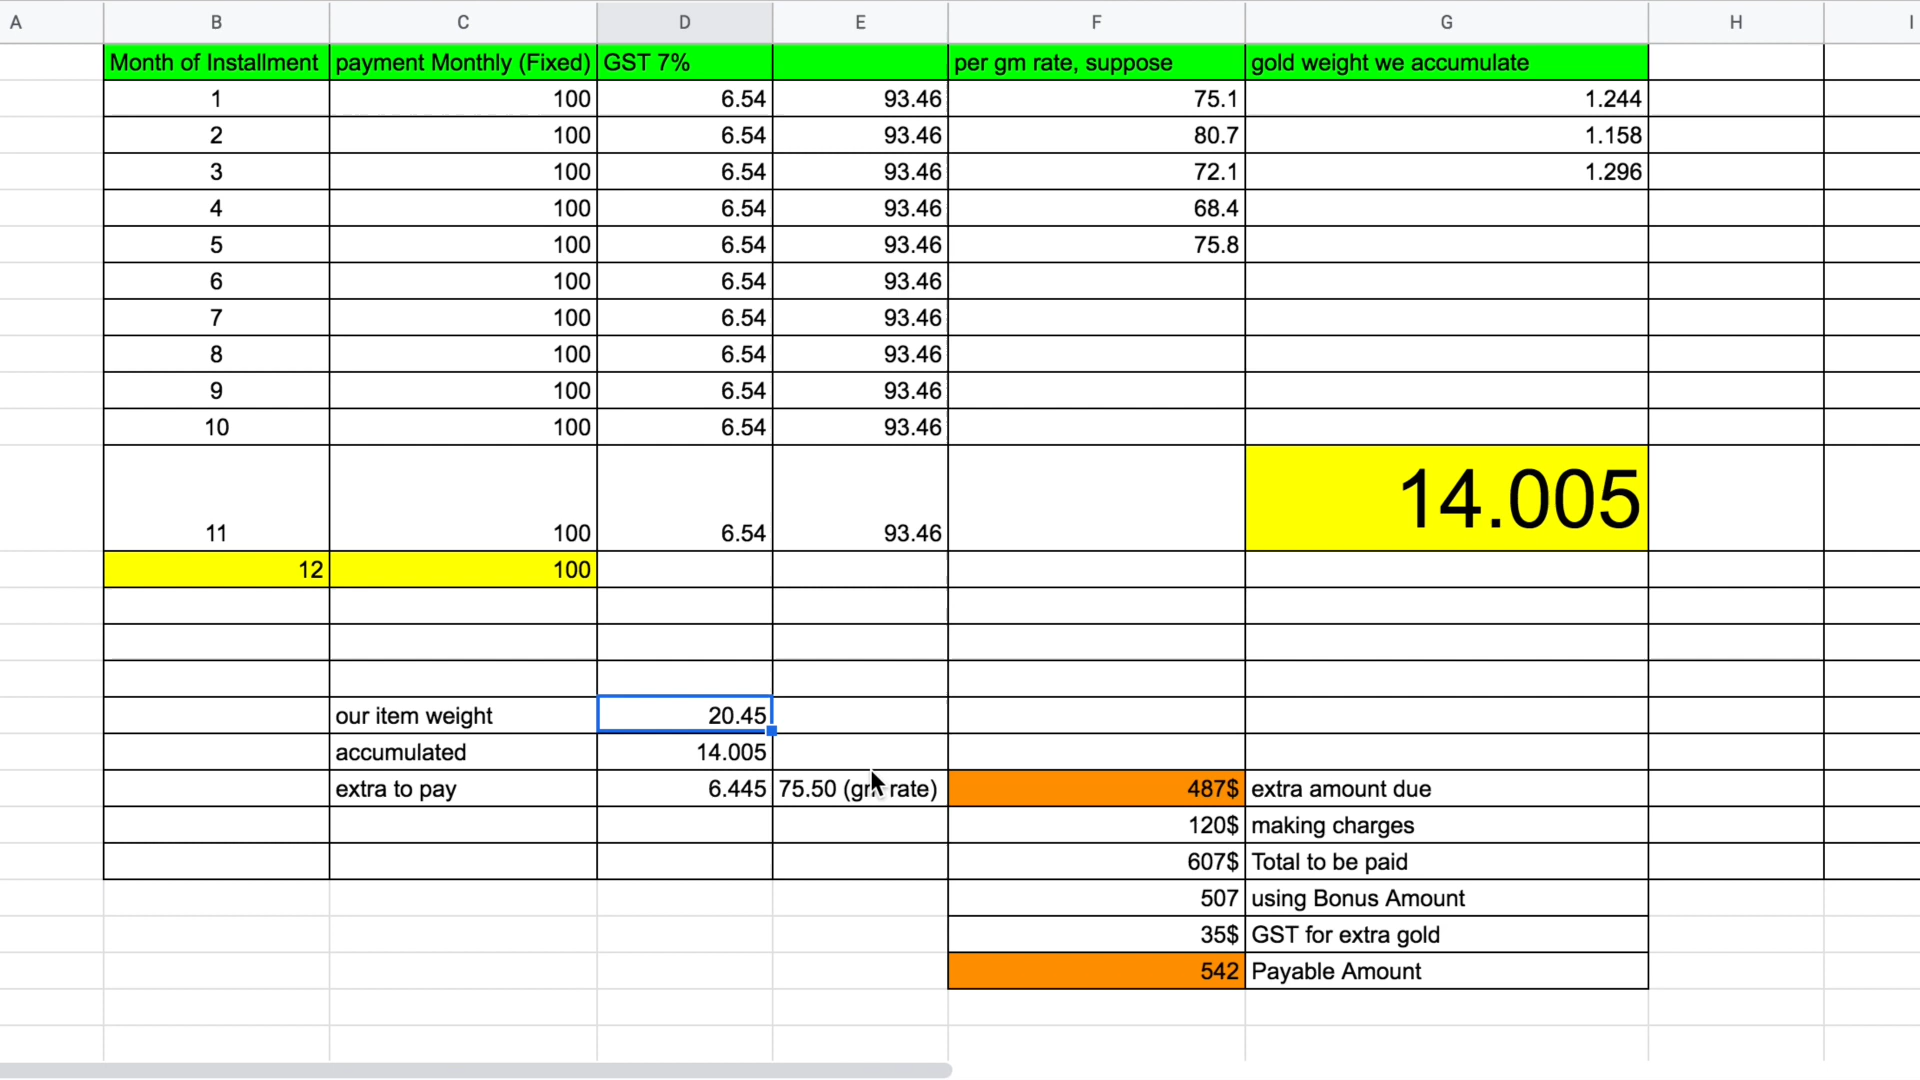 A B C D E F G H I
Month of Installment payment Monthly (Fixed) GST 7% per gm rate, suppose gold weight we accumulate
1 100 6.54 93.46 75.1 1.244
2 100 6.54 93.46 80.7 1.158
3 100 6.54 93.46 72.1 1.296
4 100 6.54 93.46 68.4
5 100 6.54 93.46 75.8
6 100 6.54 93.46
7 100 6.54 93.46
8 100 6.54 93.46
9 100 6.54 93.46
10 100 6.54 93.46
14.005
11 100 6.54 93.46
12 100
our item weight 20.45
accumulated 14.005
extra to pay 6.445 75.50 (gm rate) 487$ extra amount due
120$ making charges
607$ Total to be paid
507 using Bonus Amount
35$ GST for extra gold
542 Payable Amount